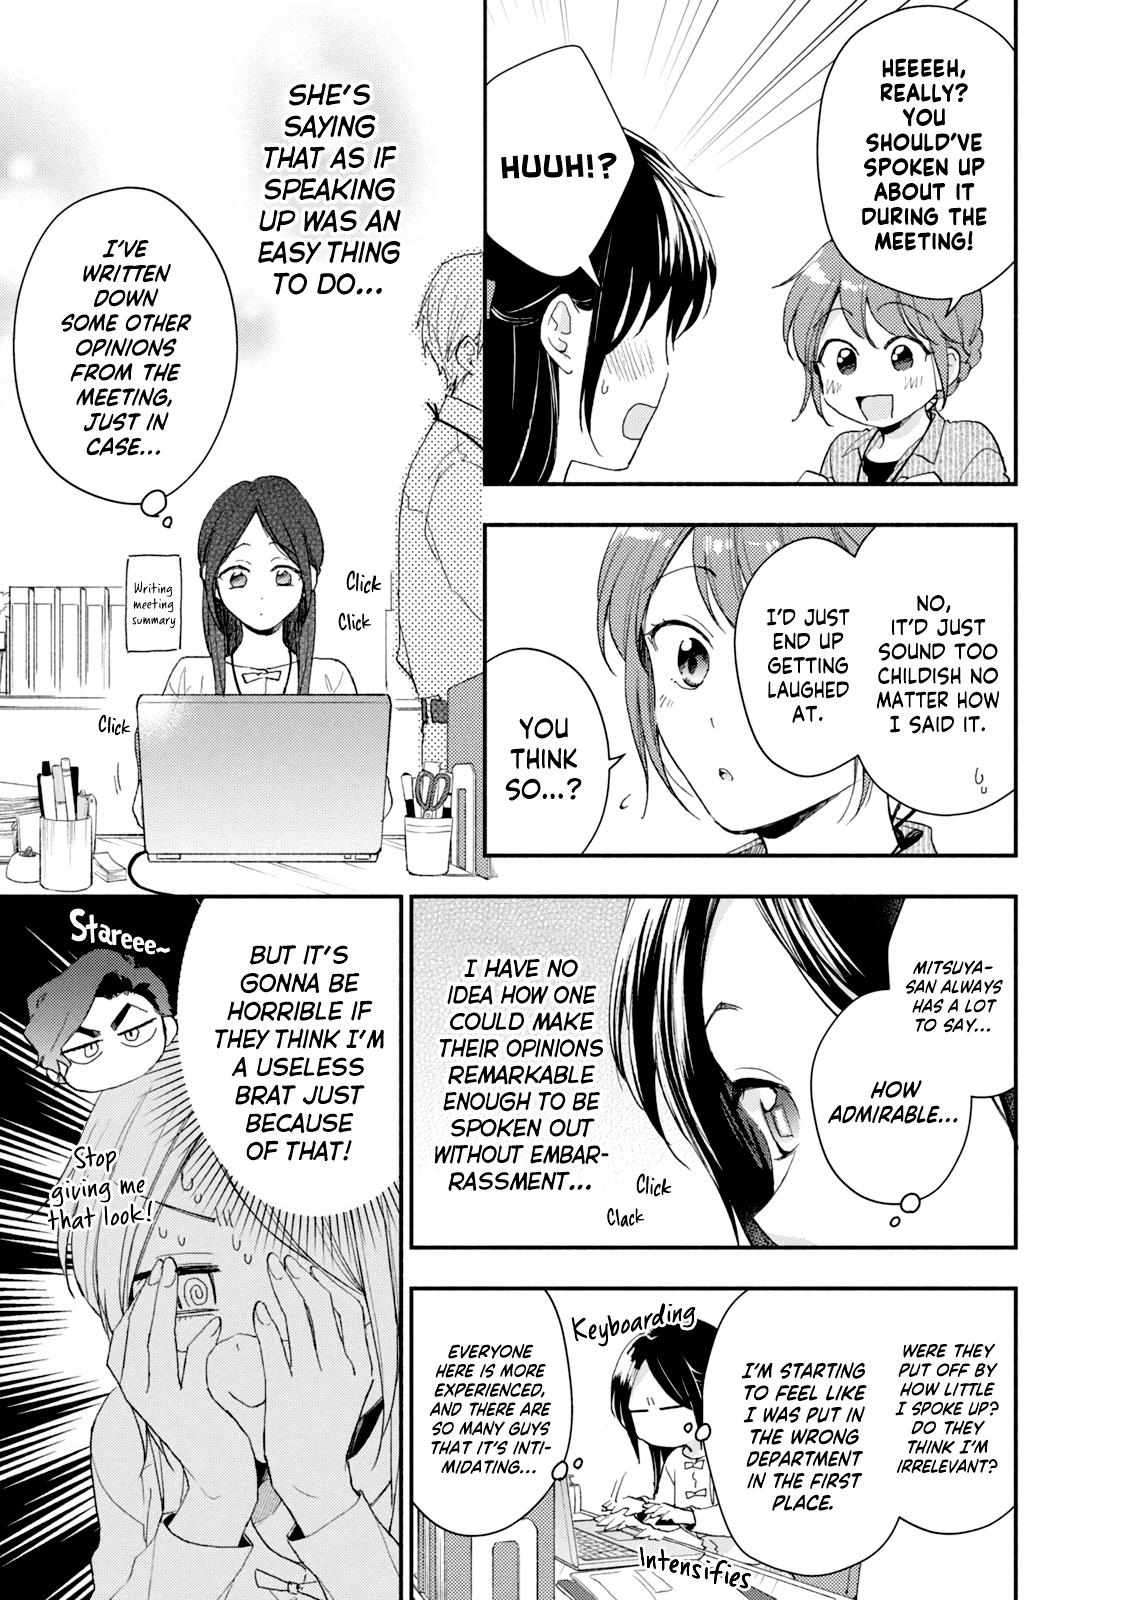 HEEEEH,
REALLY?
YOU
SHOULD'VE
SPOKEN UP
ABOUT IT
DURING THE
MEETING!
HUUH!?
NO,
IT'D JUST
SOUND TOO
CHILDISH NO
MATTER HOW
I SAID IT.
I'D JUST
END UP
GETTING
LAUGHED
AT.
YOU
THINK
SO...?
SHE'S
SAYING
THAT AS IF
SPEAKING
UP WAS AN
EASY THING
TO DO...
I'VE
WRITTEN
DOWN
SOME OTHER
OPINIONS
FROM THE
MEETING,
JUST IN
CASE...
Writing
meeting
summary
Click
Click
Click
MITSUYA-
SAN ALWAYS
HAS A LOT
TO SAY...
HOW
ADMIRABLE...
I HAVE NO
IDEA HOW ONE
COULD MAKE
THEIR OPINIONS
REMARKABLE
ENOUGH TO BE
SPOKEN OUT
WITHOUT EMBAR-
RASSMENT...
Click
Clack
WERE THEY
PUT OFF BY
HOW LITTLE
I SPOKE UP?
DO THEY
THINK I'M
IRRELEVANT?
I'M STARTING
TO FEEL LIKE
I WAS PUT IN
THE WRONG
DEPARTMENT
IN THE FIRST
PLACE.
Keyboarding
Intensifies
EVERYONE
HERE IS MORE
EXPERIENCED,
AND THERE ARE
SO MANY GUYS
THAT IT'S INTI-
MIDATING...
BUT IT'S
GONNA BE
HORRIBLE IF
THEY THINK I'M
A USELESS
BRAT JUST
BECAUSE
OF THAT!
Stareee~
Stop
giving me
that look!